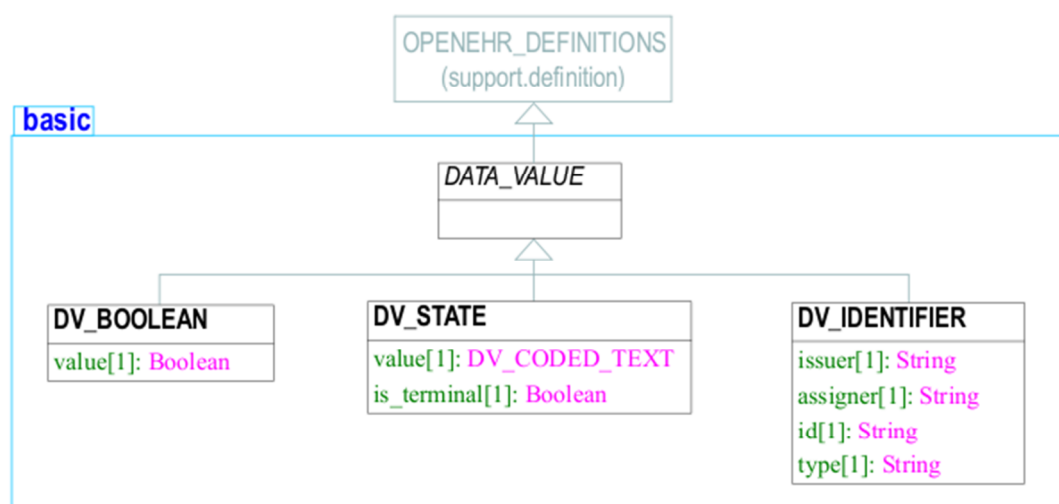 OPENEHR_DEFINITIONS
(support.definition)
basic
DATA_VALUE
DV_BOOLEAN
value[1]: Boolean
DV_STATE
value[1]: DV_CODED_TEXT
is_terminal[1]: Boolean
DV_IDENTIFIER
issuer[1]: String
assigner[1]: String
id[1]: String
type[1]: String